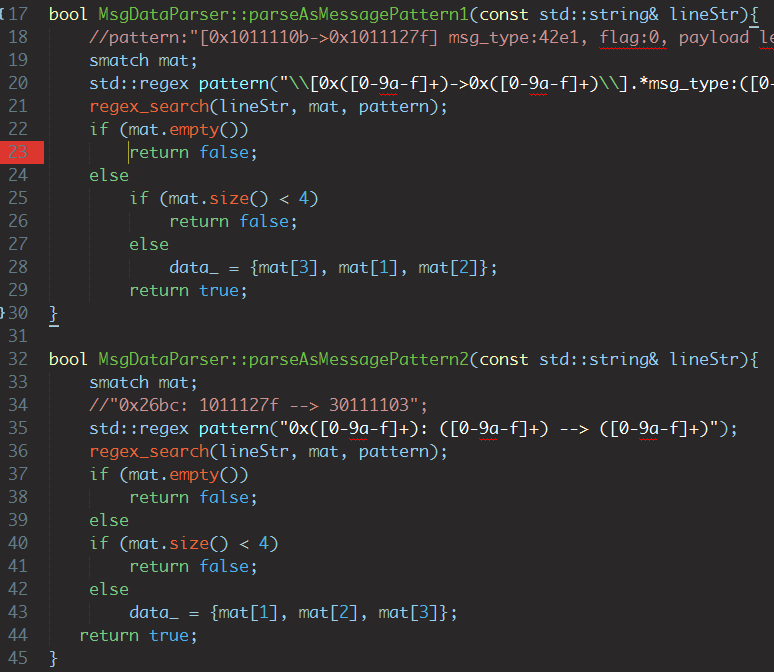 17 bool MsgDataParser::parseAsMessagePattern1(const std::string& lineStr){
18     //pattern:"[0x1011110b->0x1011127f] msg_type:42e1, flag:0, payload le
19     smatch mat;
20     std::regex pattern("\\[0x([0-9a-f]+)->0x([0-9a-f]+)\\].*msg_type:([0-
21     regex_search(lineStr, mat, pattern);
22     if (mat.empty())
23         return false;
24     else
25         if (mat.size() < 4)
26             return false;
27         else
28             data_ = {mat[3], mat[1], mat[2]};
29         return true;
30 }
31
32 bool MsgDataParser::parseAsMessagePattern2(const std::string& lineStr){
33     smatch mat;
34     //"0x26bc: 1011127f --> 30111103";
35     std::regex pattern("0x([0-9a-f]+): ([0-9a-f]+) --> ([0-9a-f]+)");
36     regex_search(lineStr, mat, pattern);
37     if (mat.empty())
38         return false;
39     else
40     if (mat.size() < 4)
41         return false;
42     else
43         data_ = {mat[1], mat[2], mat[3]};
44    return true;
45 }